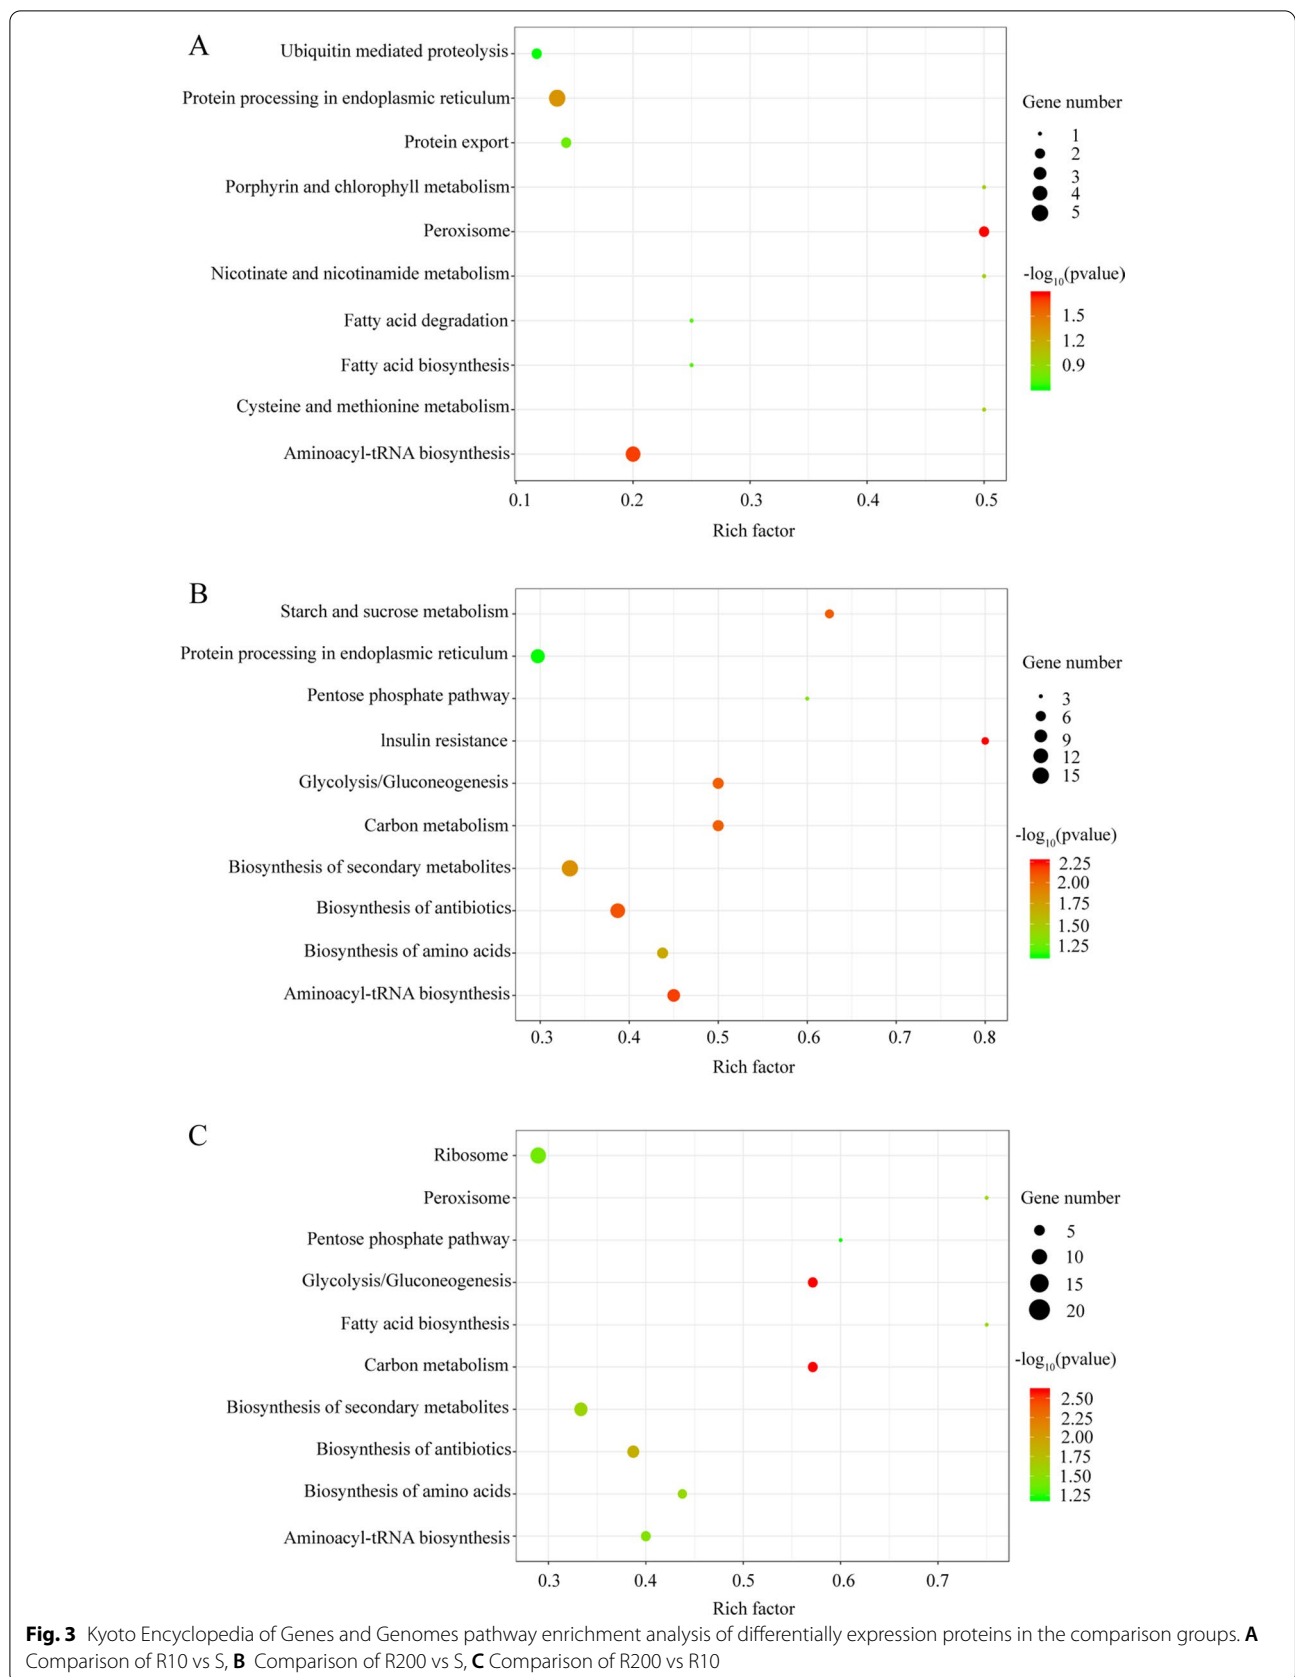 A
Ubiquitin mediated proteolysis
Protein processing in endoplasmic reticulum
Protein export
Porphyrin and chlorophyll metabolism
Peroxisome
Nicotinate and nicotinamide metabolism
Fatty acid degradation
Fatty acid biosynthesis
Cysteine and methionine metabolism
Aminoacyl-tRNA biosynthesis
0.1 0.2 0.3 0.4 0.5
Rich factor
Gene number
1
2
3
4
5
-log10(pvalue)
1.5
1.2
0.9
B
Starch and sucrose metabolism
Protein processing in endoplasmic reticulum
Pentose phosphate pathway
lnsulin resistance
Glycolysis/Gluconeogenesis
Carbon metabolism
Biosynthesis of secondary metabolites
Biosynthesis of antibiotics
Biosynthesis of amino acids
Aminoacyl-tRNA biosynthesis
0.3 0.4 0.5 0.6 0.7 0.8
Rich factor
Gene number
3
6
9
12
15
-log10(pvalue)
2.25
2.00
1.75
1.50
1.25
C
Ribosome
Peroxisome
Pentose phosphate pathway
Glycolysis/Gluconeogenesis
Fatty acid biosynthesis
Carbon metabolism
Biosynthesis of secondary metabolites
Biosynthesis of antibiotics
Biosynthesis of amino acids
Aminoacyl-tRNA biosynthesis
0.3 0.4 0.5 0.6 0.7
Rich factor
Gene number
5
10
15
20
-log10(pvalue)
2.50
2.25
2.00
1.75
1.50
1.25
Fig. 3 Kyoto Encyclopedia of Genes and Genomes pathway enrichment analysis of differentially expression proteins in the comparison groups. A
Comparison of R10 vs S, B Comparison of R200 vs S, C Comparison of R200 vs R10